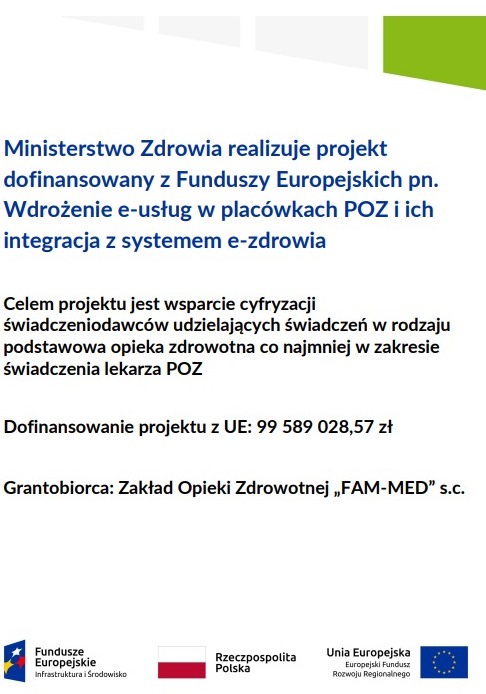 Ministerstwo Zdrowia realizuje projekt
dofinansowany z Funduszy Europejskich pn.
Wdrożenie e-usług w placówkach POZ i ich
integracja z systemem e-zdrowia
Celem projektu jest wsparcie cyfryzacji
świadczeniodawców udzielających świadczeń w rodzaju
podstawowa opieka zdrowotna co najmniej w zakresie
świadczenia lekarza POZ
Dofinansowanie projektu z UE: 99 589 028,57 zł
Grantobiorca: Zakład Opieki Zdrowotnej „FAM-MED” s.c.
Fundusze
Europejskie
Infrastruktura i Środowisko
Rzeczpospolita
Polska
Unia Europejska
Europejski Fundusz
Rozwoju Regionalnego